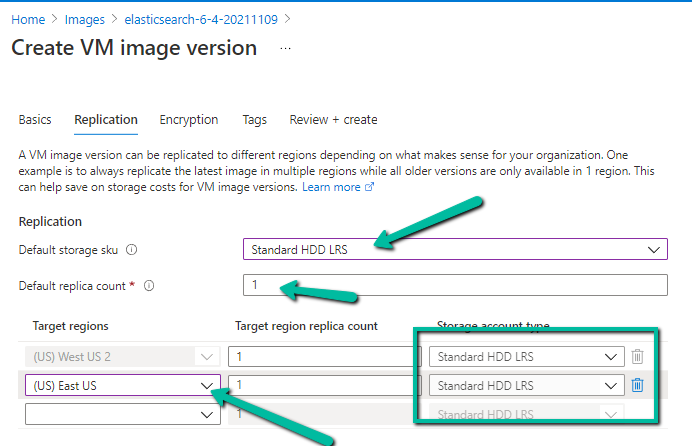 Home > Images > elasticsearch-6-4-20211109 >
Create VM image version ...
Basics Replication Encryption Tags Review + create
A VM image version can be replicated to different regions depending on what makes sense for your organization. One
example is to always replicate the latest image in multiple regions while all older versions are only available in 1 region. This
can help save on storage costs for VM image versions. Learn more
Replication
Default storage sku Standard HDD LRS
Default replica count * 1
Target regions Target region replica count Storage account type
(US) West US 2 1 Standard HDD LRS
(US) East US 1 Standard HDD LRS
1 Standard HDD LRS